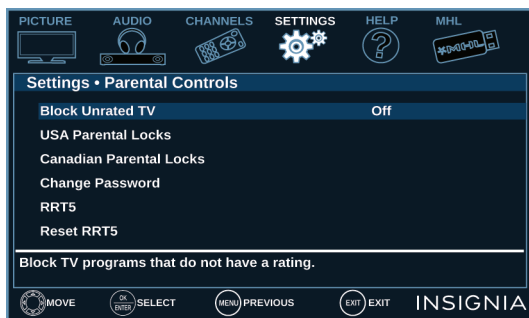 PICTURE AUDIO CHANNELS SETTINGS HELP MHL
MHL
Settings • Parental Controls
Block Unrated TV Off
USA Parental Locks
Canadian Parental Locks
Change Password
RRT5
Reset RRT5
Block TV programs that do not have a rating.
MOVE OK ENTER SELECT MENU PREVIOUS EXIT EXIT INSIGNIA